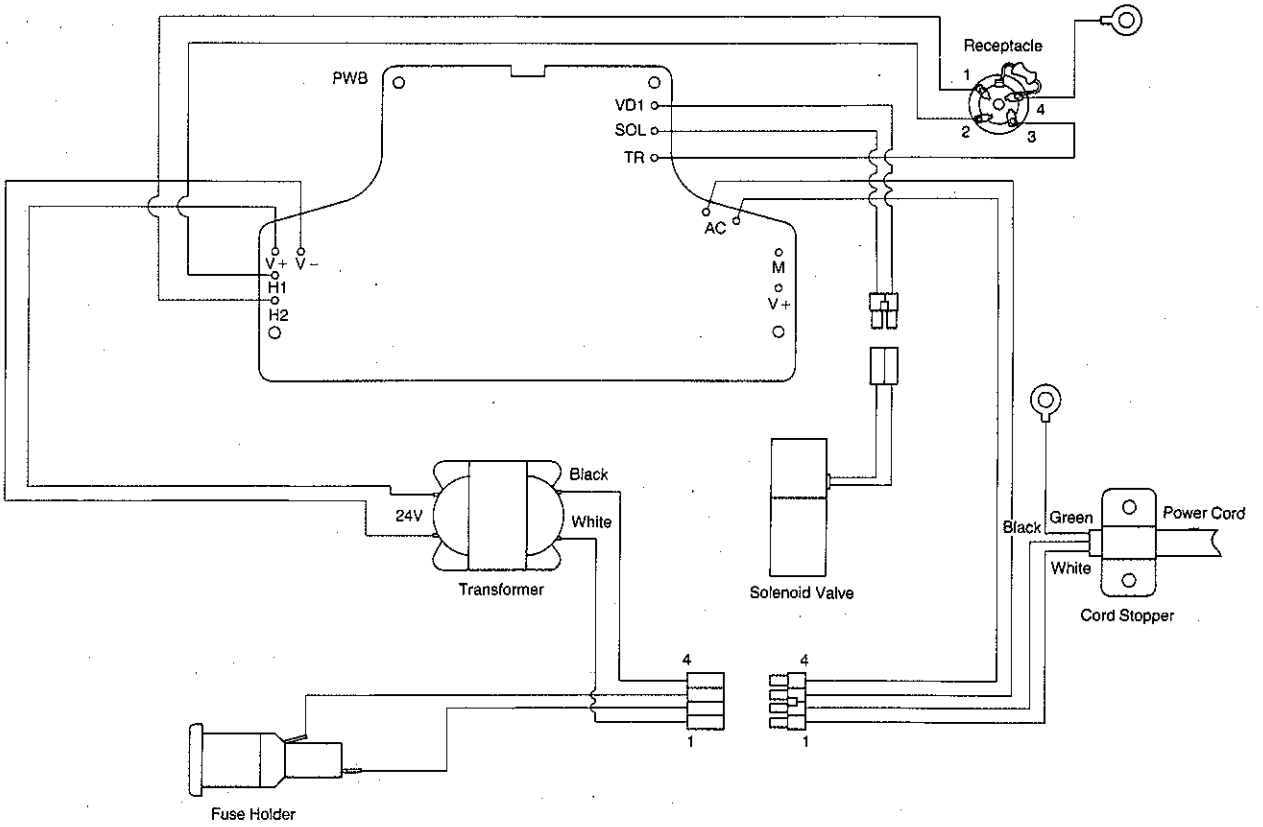 Receptacle
PWB
1
VD1
4
SOL
2
3
TR
AC
V+ V-
M
H1
V+
H2
Black
24V
White
Transformer
Solenoid Valve
Green
Power Cord
Black
White
Cord Stopper
4
4
1
1
Fuse Holder